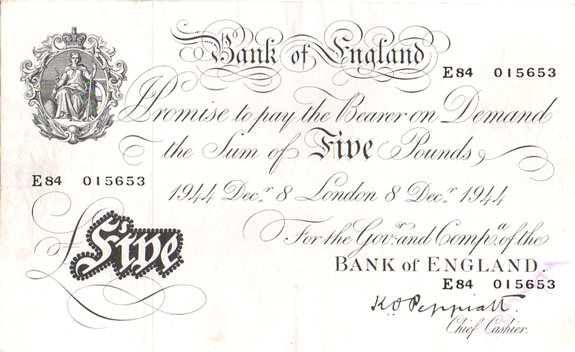 Bank of England
E84 015653
I Promise to pay the Bearer on Demand
the Sum of Five Pounds
E84 015653
1944 Decr. 8 London 8 Decr. 1944
For the Govr. and Compa. of the
BANK of ENGLAND.
£Five
E84 015653
K.O. Peppiatt.
Chief Cashier.